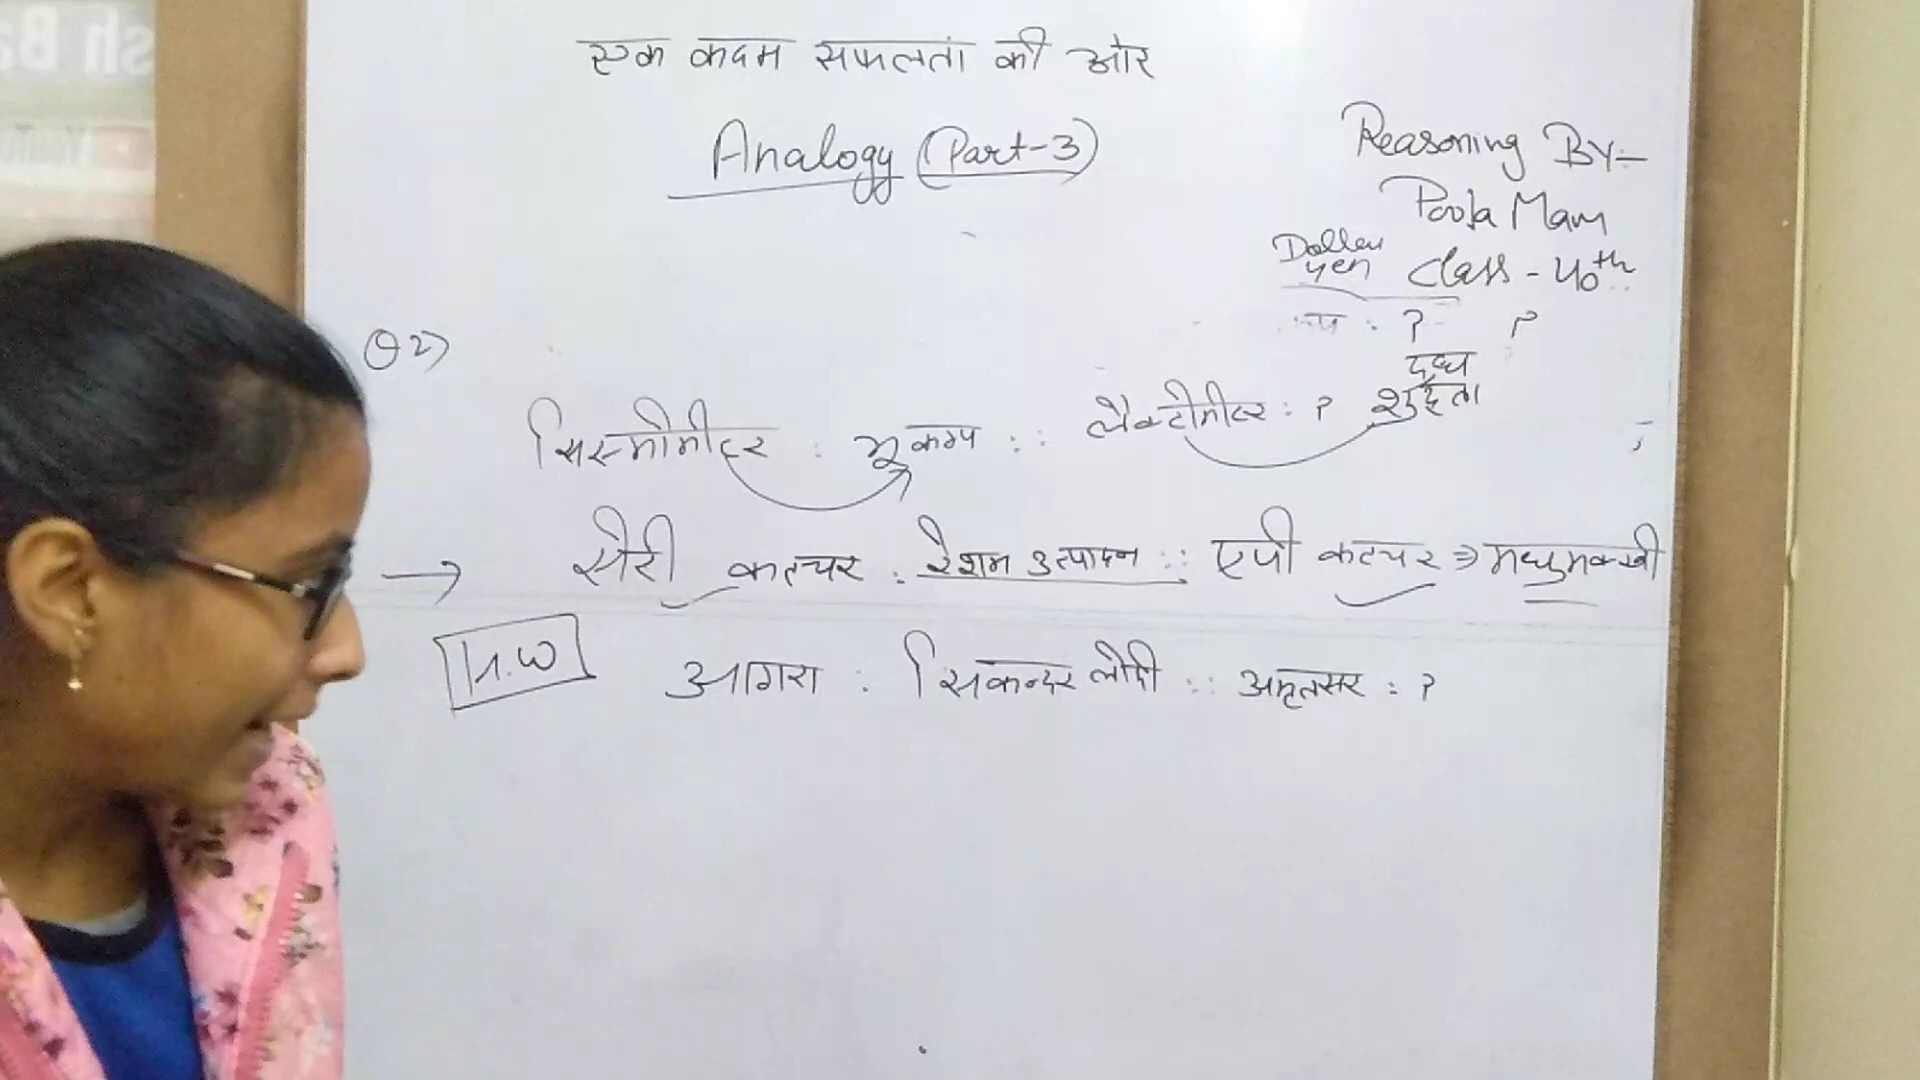 एक कदम सफलता की ओर
Analogy (Part-3)
Reasoning BY-
Pooja Mam
Class - 40th
Doller
yen
: ? ?
Q2)
सिस्मोमीटर : भूकम्प :: लैक्टोमीटर : ? दूध शुद्धता
→ सेरी कल्चर : रेशम उत्पादन :: एपी कल्चर ⇒ मधुमक्खी
H.W आगरा : सिकन्दर लोदी :: अमृतसर : ?